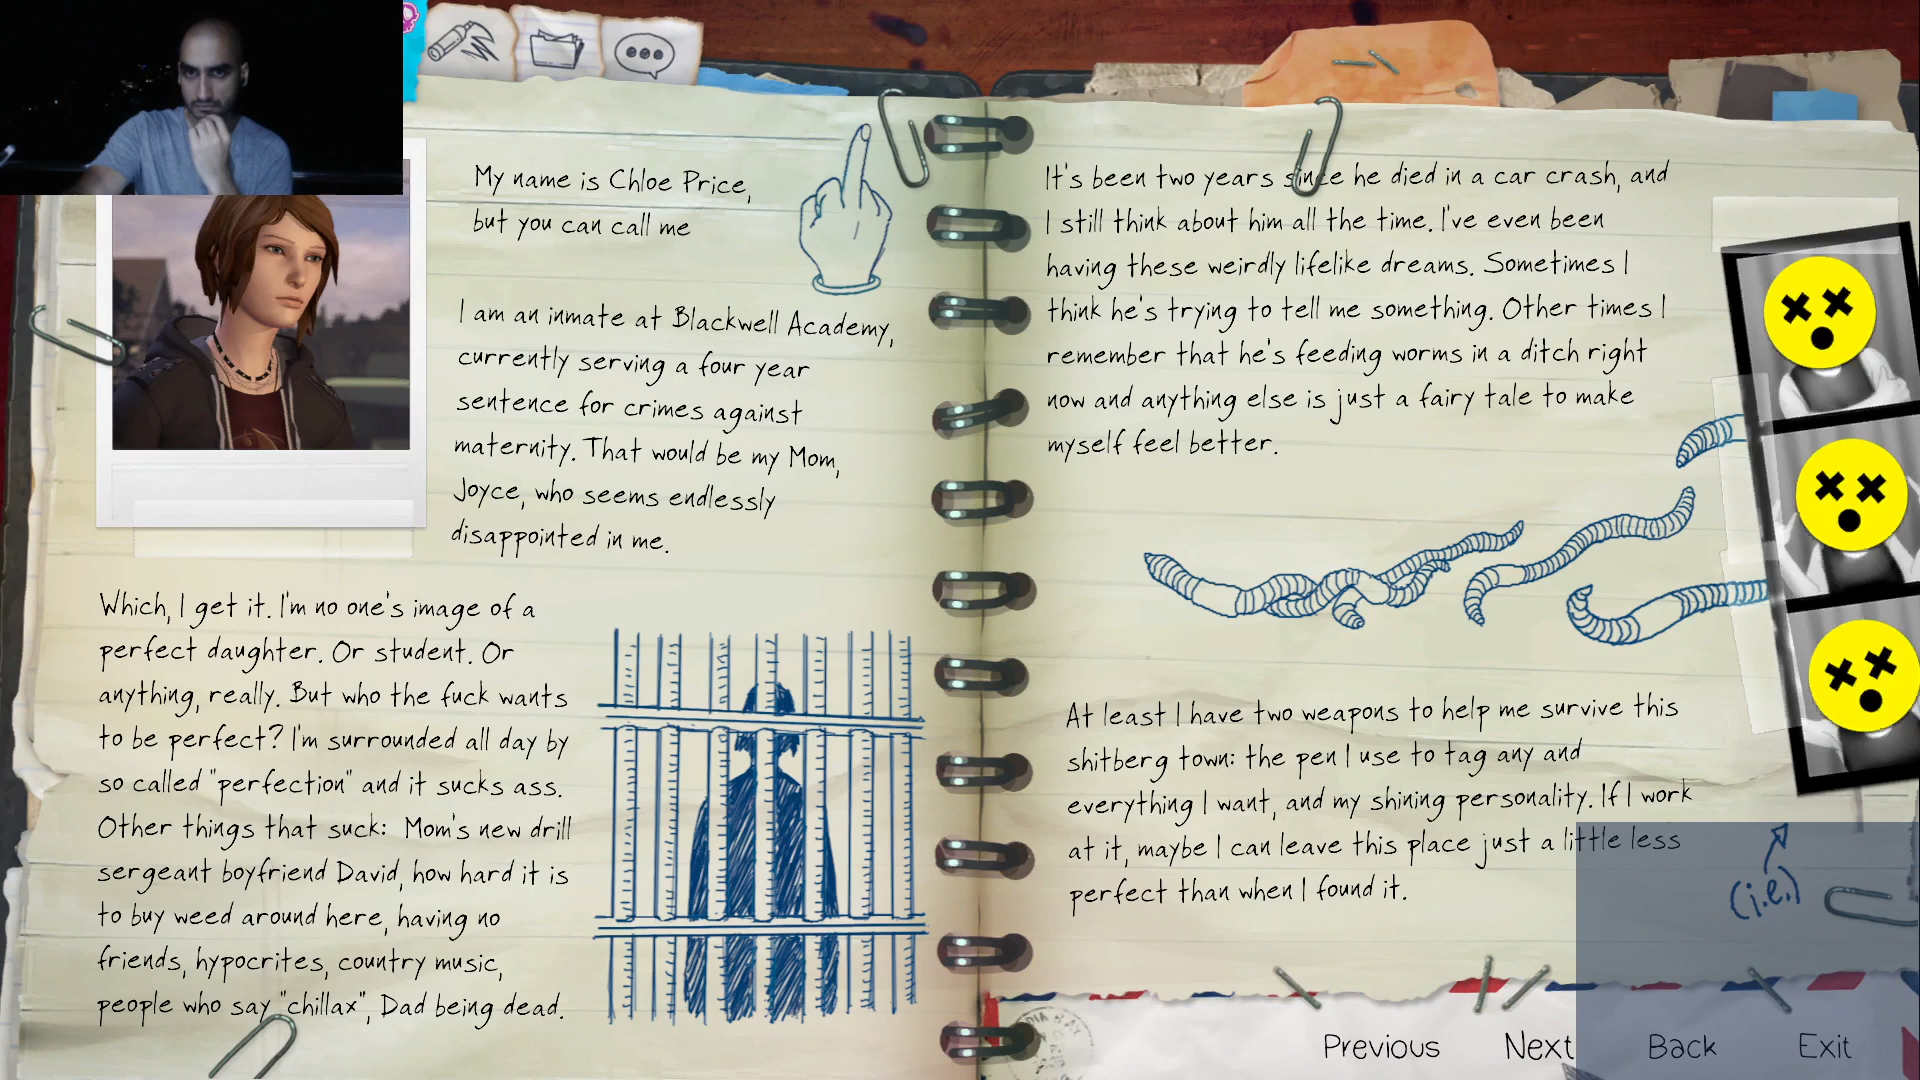 My name is Chloe Price,
but you can call me
I am an inmate at Blackwell Academy,
currently serving a four year
sentence for crimes against
maternity. That would be my Mom,
Joyce, who seems endlessly
disappointed in me.
Which, I get it. I'm no one's image of a
perfect daughter. Or student. Or
anything, really. But who the fuck wants
to be perfect? I'm surrounded all day by
so called "perfection" and it sucks ass.
Other things that suck: Mom's new drill
sergeant boyfriend David, how hard it is
to buy weed around here, having no
friends, hypocrites, country music,
people who say "chillax", Dad being dead.
It's been two years since he died in a car crash, and
I still think about him all the time. I've even been
having these weirdly lifelike dreams. Sometimes I
think he's trying to tell me something. Other times I
remember that he's feeding worms in a ditch right
now and anything else is just a fairy tale to make
myself feel better.
At least I have two weapons to help me survive this
shitberg town: the pen I use to tag any and
everything I want, and my shining personality. If I work
at it, maybe I can leave this place just a little less
perfect than when I found it.
(i.e.)
Previous Next Back Exit